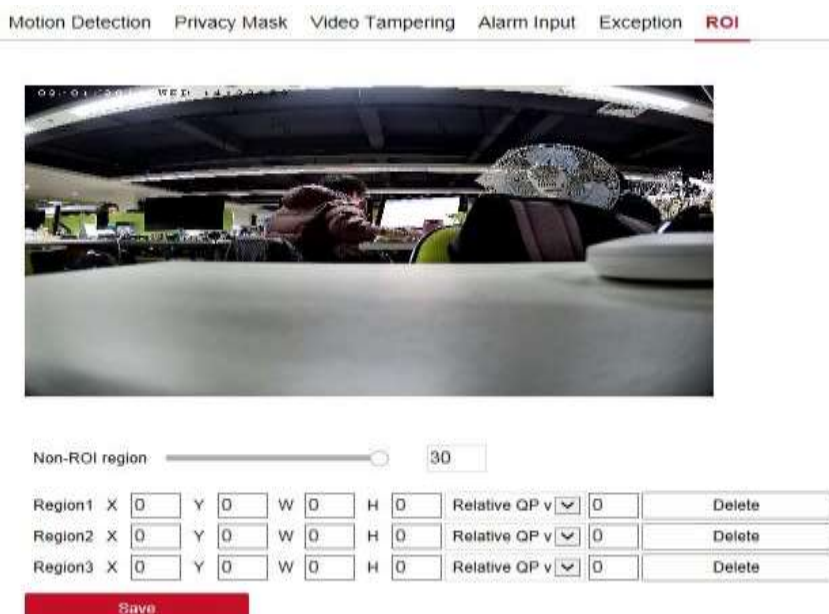 Motion Detection Privacy Mask Video Tampering Alarm Input Exception ROI
WED
Non-ROI region 30
Region1 X 0 Y 0 W 0 H 0 Relative QP v 0 Delete
Region2 X 0 Y 0 W 0 H 0 Relative QP v 0 Delete
Region3 X 0 Y 0 W 0 H 0 Relative QP v 0 Delete
Save